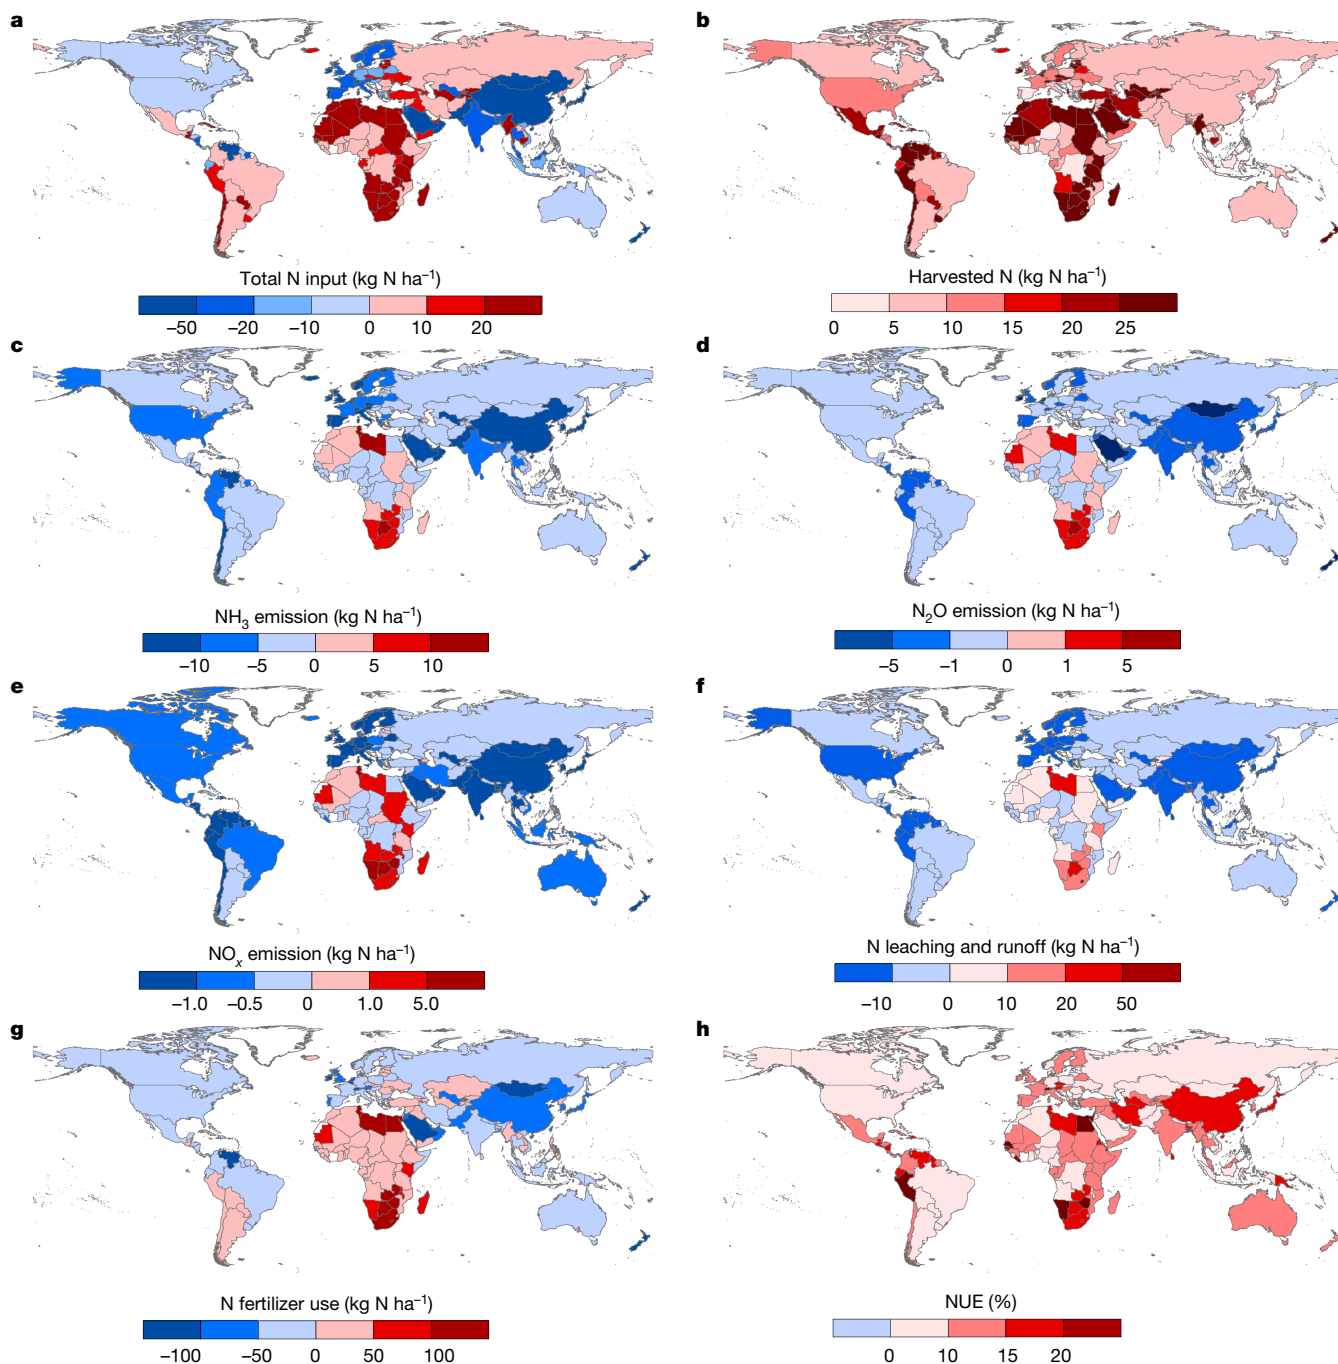 a
b
Total N input (kg N ha⁻¹)
−50 −20 −10 0 10 20
Harvested N (kg N ha⁻¹)
0 5 10 15 20 25
c
d
NH₃ emission (kg N ha⁻¹)
−10 −5 0 5 10
N₂O emission (kg N ha⁻¹)
−5 −1 0 1 5
e
f
NOₓ emission (kg N ha⁻¹)
−1.0 −0.5 0 1.0 5.0
N leaching and runoff (kg N ha⁻¹)
−10 0 10 20 50
g
h
N fertilizer use (kg N ha⁻¹)
−100 −50 0 50 100
NUE (%)
0 10 15 20